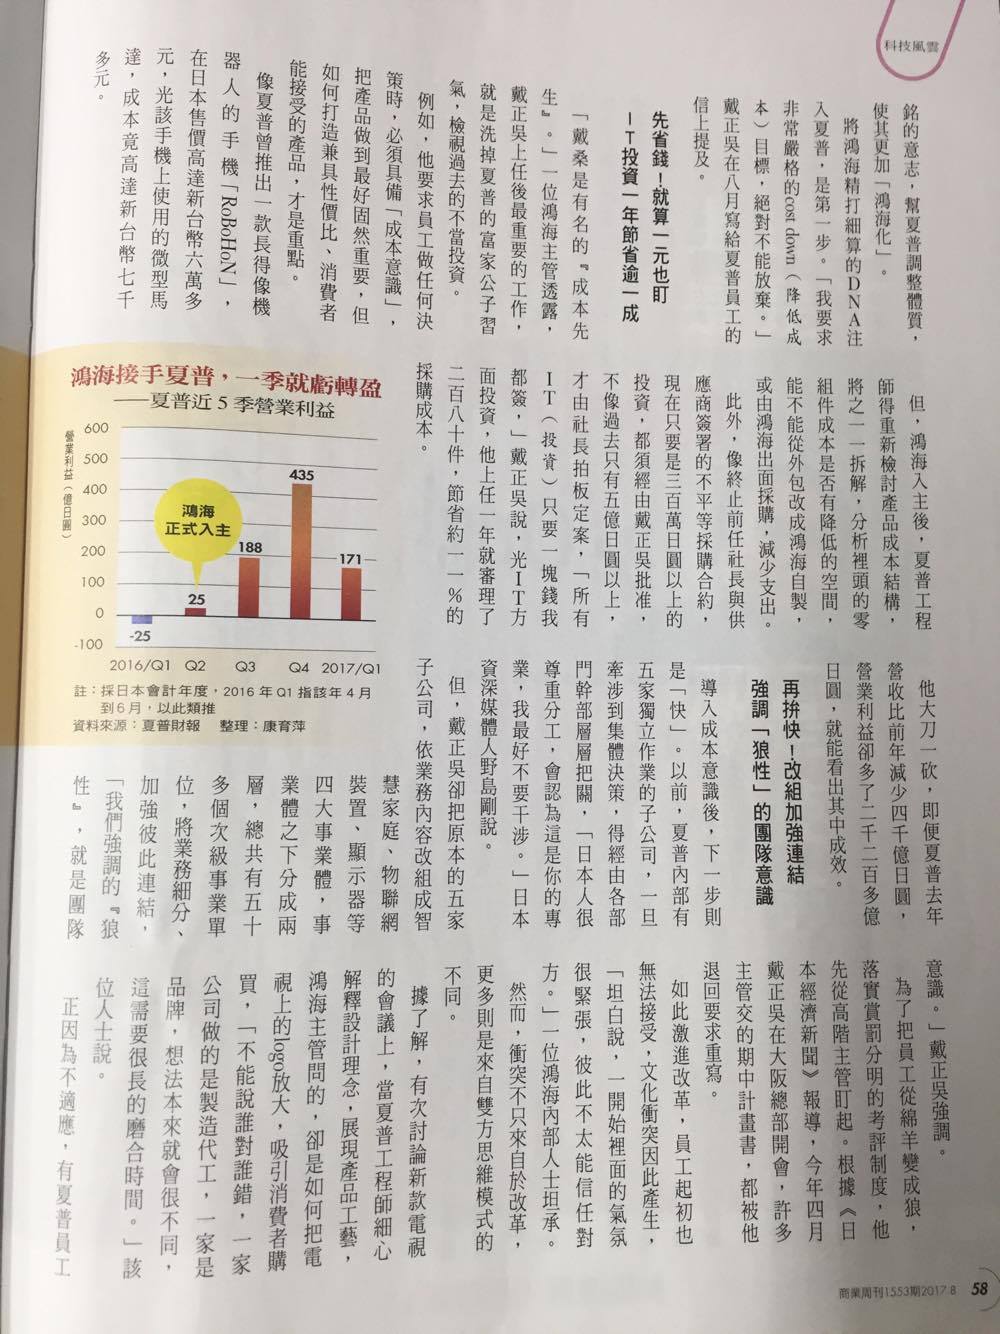 科技風雲
銘的意志，幫夏普調整體質，
使其更加「鴻海化」。
將鴻海精打細算的DNA注
入夏普，是第一步。「我要求
非常嚴格的cost down（降低成
本）目標，絕對不能放棄。」
戴正吳在八月寫給夏普員工的
信上提及。
先省錢！就算一元也盯
IT投資一年節省逾一成
「戴桑是有名的『成本先
生』。」一位鴻海主管透露，
戴正吳上任後最重要的工作，
就是洗掉夏普的富家公子習
氣，檢視過去的不當投資。
例如，他要求員工做任何決
策時，必須具備「成本意識」，
把產品做到最好固然重要，但
如何打造兼具性價比、消費者
能接受的產品，才是重點。
像夏普曾推出一款長得像機
器人的手機「RoBoHoN」，
在日本售價高達新台幣六萬多
元，光該手機上使用的微型馬
達，成本竟高達新台幣七千
多元。
但，鴻海入主後，夏普工程
師得重新檢討產品成本結構，
將之一一拆解，分析裡頭的零
組件成本是否有降低的空間，
能不能從外包改成鴻海自製，
或由鴻海出面採購，減少支出。
此外，像終止前任社長與供
應商簽署的不平等採購合約，
現在只要是三百萬日圓以上的
投資，都須經由戴正吳批准，
不像過去只有五億日圓以上，
才由社長拍板定案，「所有
IT（投資）只要一塊錢我
都簽，」戴正吳說，光IT方
面投資，他上任一年就審理了
二百八十件，節省約一一％的
採購成本。
鴻海接手夏普，一季就虧轉盈
——夏普近5季營業利益
營業利益（億日圓）
600
500
400
300
200
100
0
-100
鴻海
正式入主
-25
25
188
435
171
2016/Q1 Q2 Q3 Q4 2017/Q1
註：採日本會計年度，2016年Q1指該年4月
到6月，以此類推
資料來源：夏普財報 整理：康育萍
他大刀一砍，即便夏普去年
營收比前年減少四千億日圓，
營業利益卻多了二千二百多億
日圓，就能看出其中成效。
再拚快！改組加強連結
強調「狼性」的團隊意識
導入成本意識後，下一步則
是「快」。以前，夏普內部有
五家獨立作業的子公司，一旦
牽涉到集體決策，得經由各部
門幹部層層把關，「日本人很
尊重分工，會認為這是你的專
業，我最好不要干涉。」日本
資深媒體人野島剛說。
但，戴正吳卻把原本的五家
子公司，依業務內容改組成智
慧家庭、物聯網
裝置、顯示器等
四大事業體，事
業體之下分成兩
層，總共有五十
多個次級事業單
位，將業務細分、
加強彼此連結，
「我們強調的『狼
性』，就是團隊
意識。」戴正吳強調。
為了把員工從綿羊變成狼，
落實賞罰分明的考評制度，他
先從高階主管盯起。根據《日
本經濟新聞》報導，今年四月
戴正吳在大阪總部開會，許多
主管交的期中計畫書，都被他
退回要求重寫。
如此激進改革，員工起初也
無法接受，文化衝突因此產生，
「坦白說，一開始裡面的氣氛
很緊張，彼此不太能信任對
方。」一位鴻海內部人士坦承。
然而，衝突不只來自於改革，
更多則是來自雙方思維模式的
不同。
據了解，有次討論新款電視
的會議上，當夏普工程師細心
解釋設計理念，展現產品工藝，
鴻海主管問的，卻是如何把電
視上的logo放大，吸引消費者購
買，「不能說誰對誰錯，一家
公司做的是製造代工，一家是
品牌，想法本來就會很不同，
這需要很長的磨合時間。」該
位人士說。
正因為不適應，有夏普員工
商業周刊1553期2017.8 58